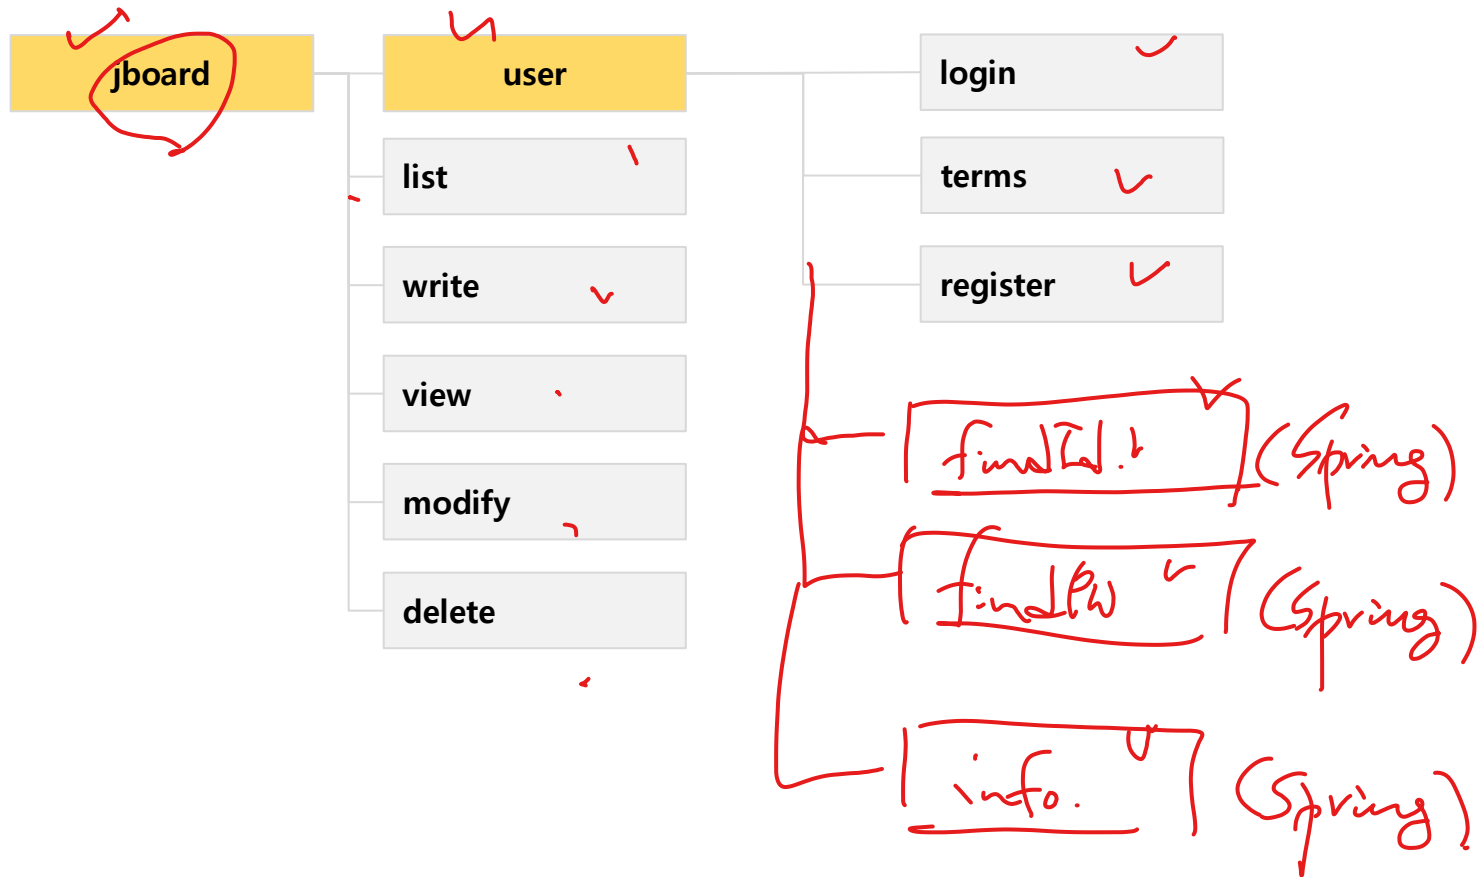 jboard
user
list
write
view
modify
delete
login
terms
register
findId. (Spring)
findPW (Spring)
info. (Spring)